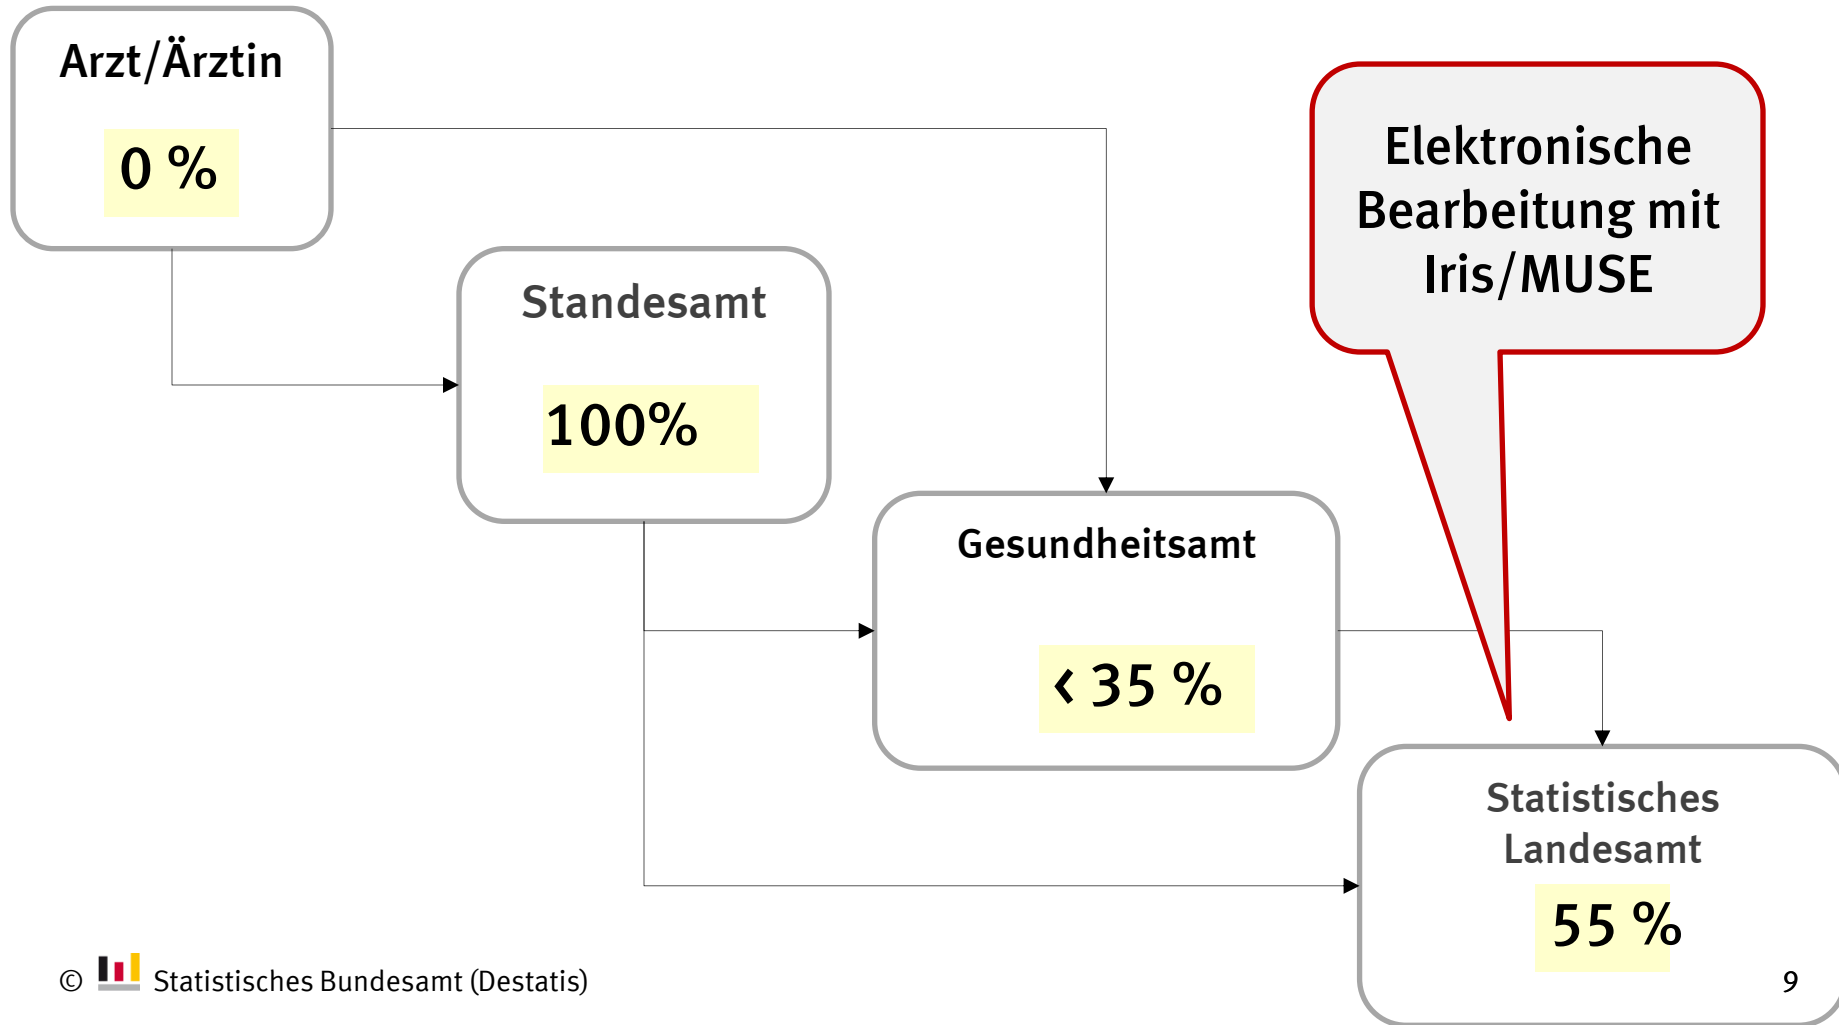 Arzt/Ärztin
0 %
Standesamt
100%
Gesundheitsamt
< 35 %
Elektronische
Bearbeitung mit
Iris/MUSE
Statistisches
Landesamt
55 %
© Statistisches Bundesamt (Destatis)
9